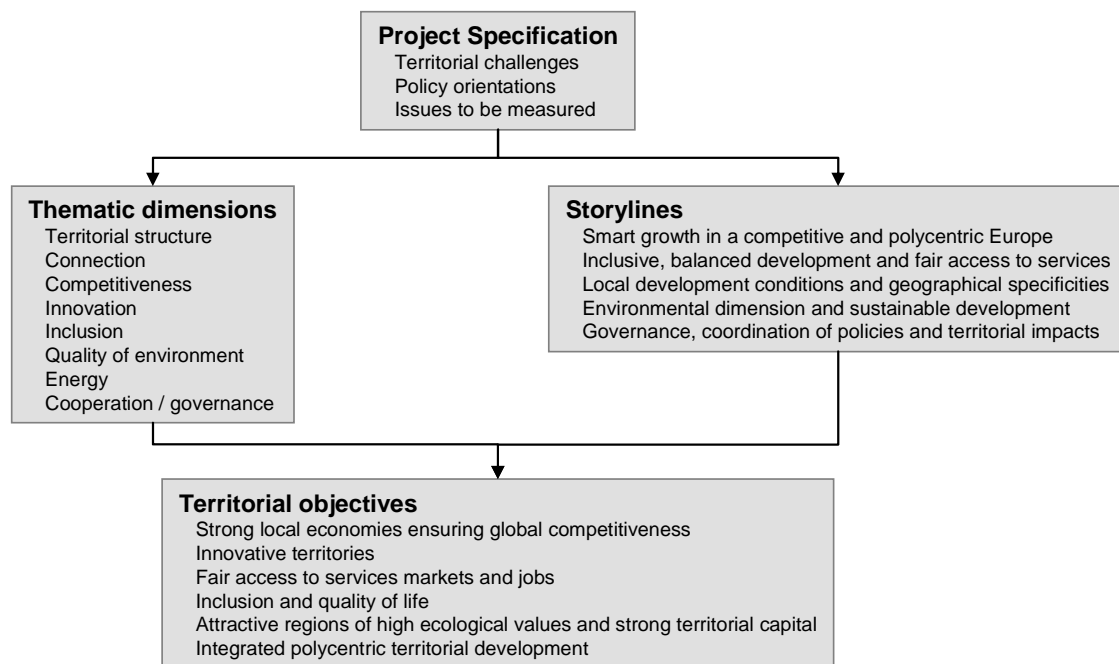 Project Specification
Territorial challenges
Policy orientations
Issues to be measured
Thematic dimensions
Territorial structure
Connection
Competitiveness
Innovation
Inclusion
Quality of environment
Energy
Cooperation / governance
Storylines
Smart growth in a competitive and polycentric Europe
Inclusive, balanced development and fair access to services
Local development conditions and geographical specificities
Environmental dimension and sustainable development
Governance, coordination of policies and territorial impacts
Territorial objectives
Strong local economies ensuring global competitiveness
Innovative territories
Fair access to services markets and jobs
Inclusion and quality of life
Attractive regions of high ecological values and strong territorial capital
Integrated polycentric territorial development